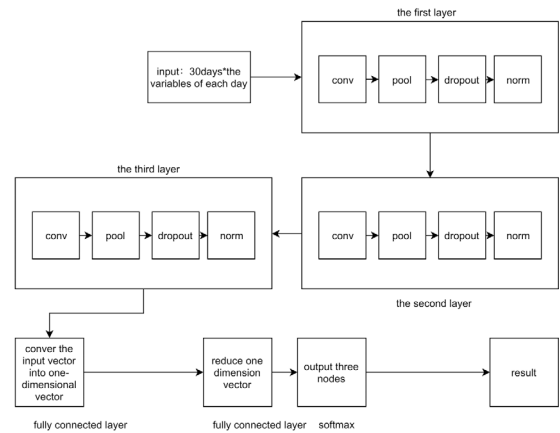 the first layer
input: 30days*the
variables of each day
conv
pool
dropout
norm
the third layer
conv
pool
dropout
norm
conv
pool
dropout
norm
the second layer
conver the
input vector
into one-
dimensional
vector
reduce one
dimension
vector
output three
nodes
result
fully connected layer
fully connected layer
softmax